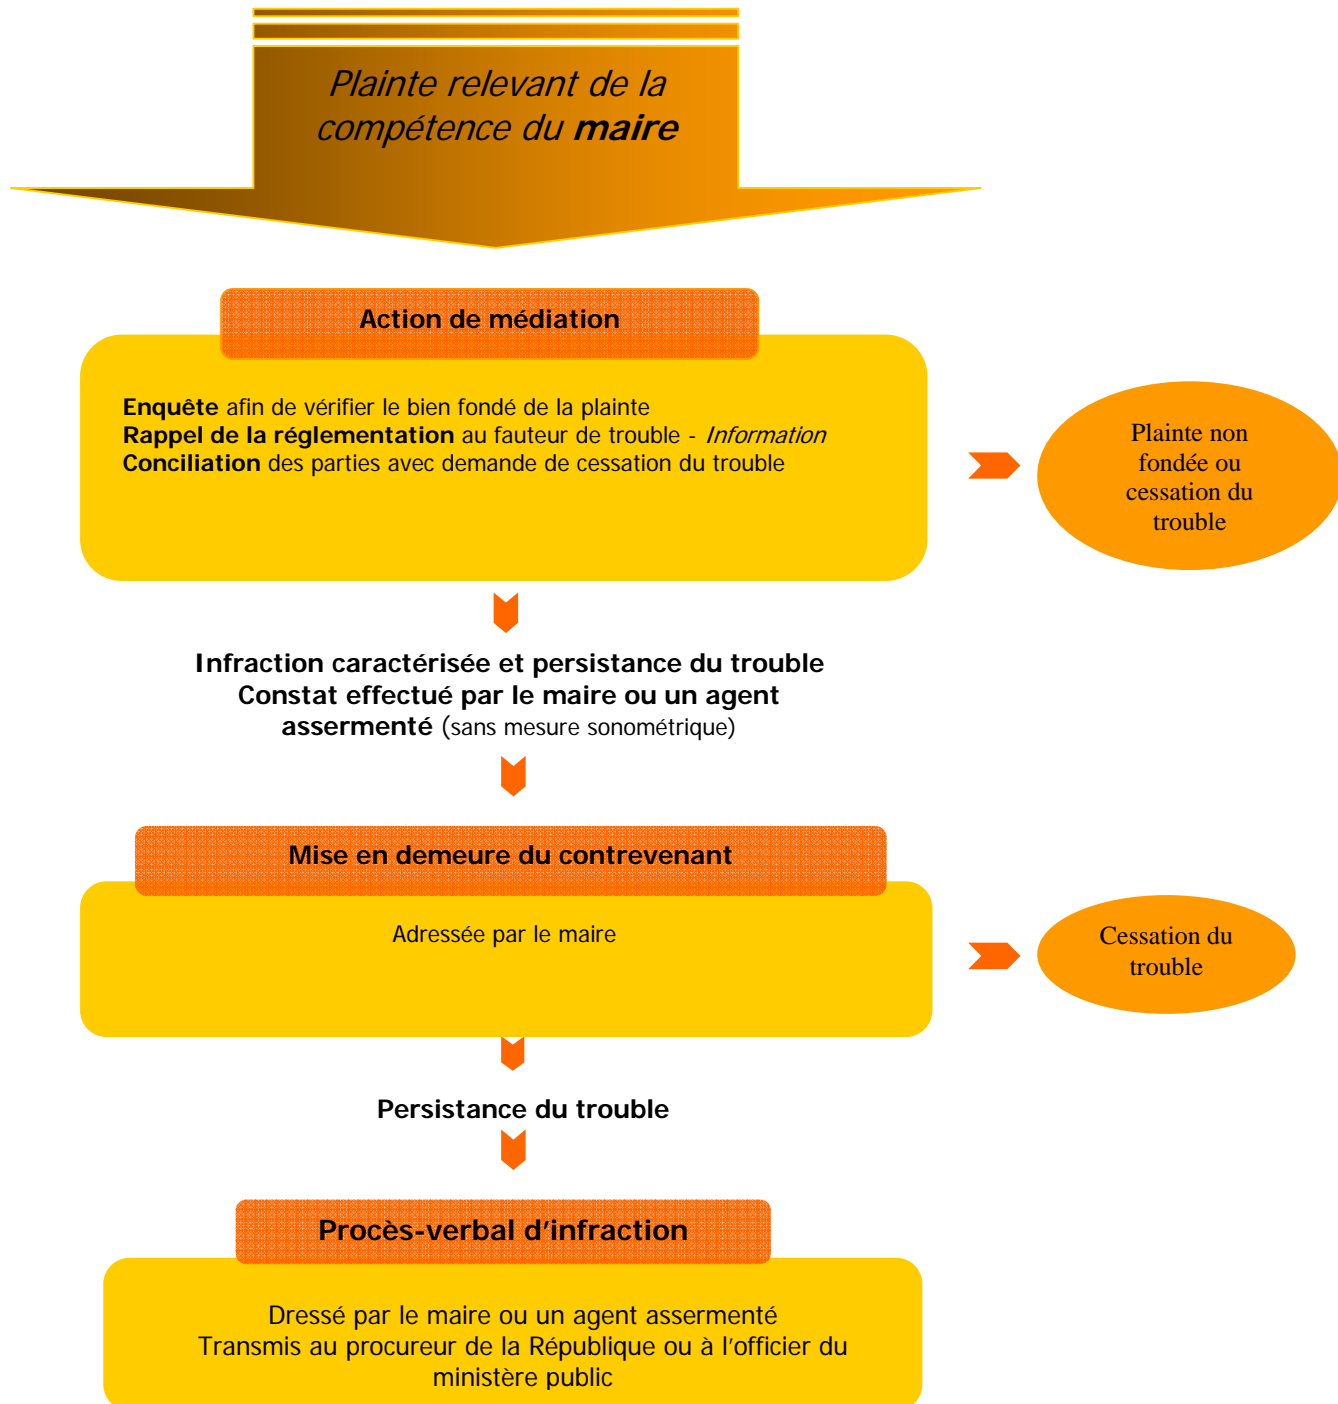 Plainte relevant de la
compétence du maire
Action de médiation
Enquête afin de vérifier le bien fondé de la plainte
Rappel de la réglementation au fauteur de trouble - Information
Conciliation des parties avec demande de cessation du trouble
Plainte non
fondée ou
cessation du
trouble
Infraction caractérisée et persistance du trouble
Constat effectué par le maire ou un agent
assermenté (sans mesure sonométrique)
Mise en demeure du contrevenant
Adressée par le maire
Cessation du
trouble
Persistance du trouble
Procès-verbal d’infraction
Dressé par le maire ou un agent assermenté
Transmis au procureur de la République ou à l’officier du
ministère public